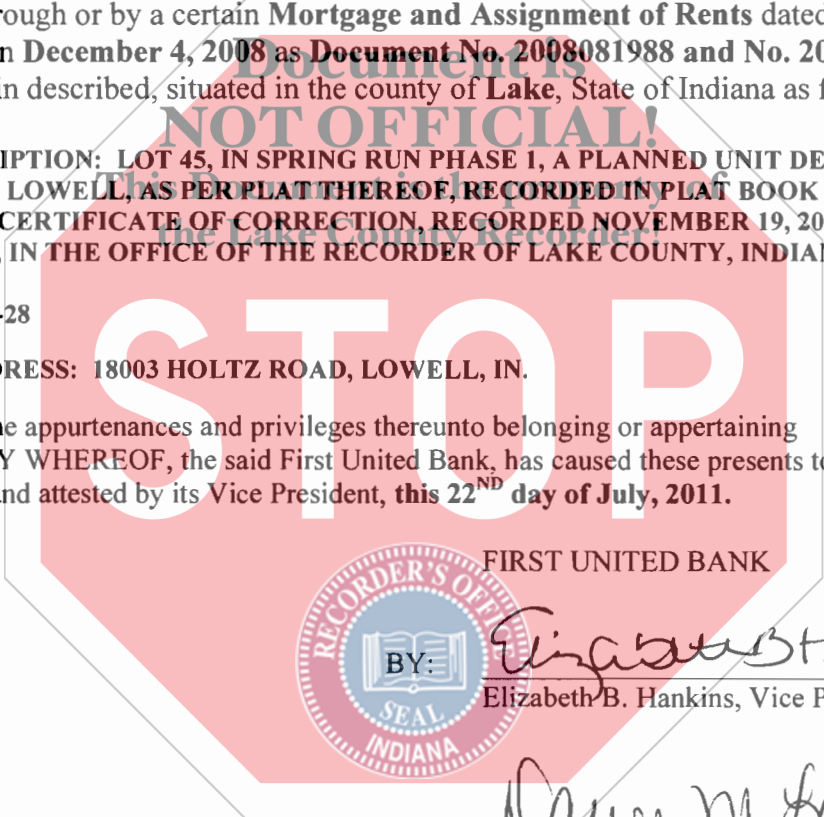 rough or by a certain Mortgage and Assignment of Rents dated
n December 4, 2008 as Document No. 2008081988 and No. 20
in described, situated in the county of Lake, State of Indiana as f
Document is
NOT OFFICIAL!
This Document is the property of
the Lake County Recorder!
IPTION: LOT 45, IN SPRING RUN PHASE 1, A PLANNED UNIT DE
LOWELL, AS PER PLAT THEREOF, RECORDED IN PLAT BOOK
CERTIFICATE OF CORRECTION, RECORDED NOVEMBER 19, 20
, IN THE OFFICE OF THE RECORDER OF LAKE COUNTY, INDIAN
-28
STOP
RESS: 18003 HOLTZ ROAD, LOWELL, IN.
e appurtenances and privileges thereunto belonging or appertaining
Y WHEREOF, the said First United Bank, has caused these presents to
nd attested by its Vice President, this 22ND day of July, 2011.
FIRST UNITED BANK
RECORDER'S OFFICE
SEAL
INDIANA
BY:
Elizabeth B H
Elizabeth B. Hankins, Vice P